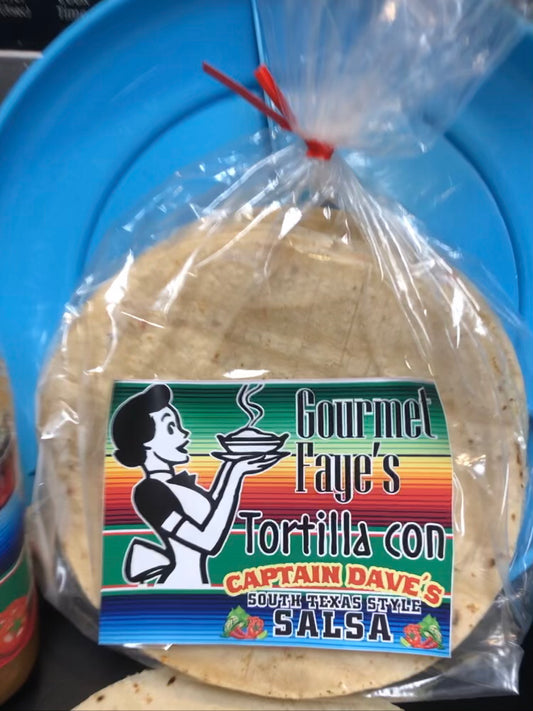 Gourmet
Faye's
Tortilla con
CAPTAIN DAVE'S
SOUTH TEXAS STYLE
SALSA